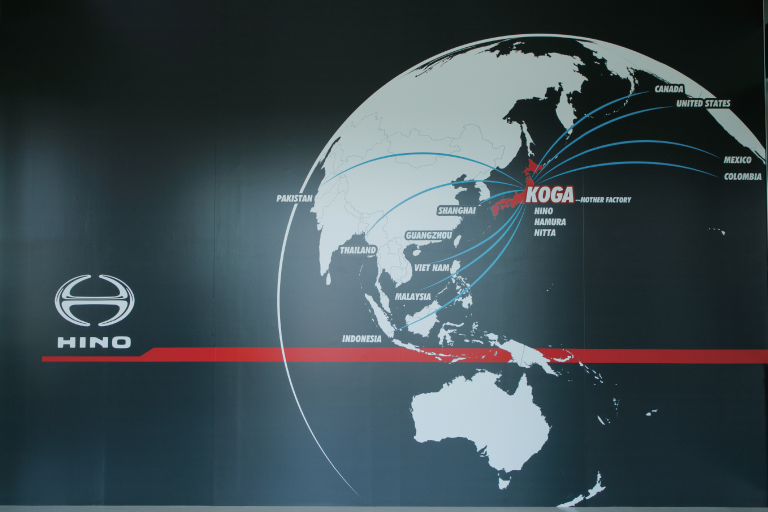 CANADA
UNITED STATES
MEXICO
COLOMBIA
PAKISTAN
KOGA —MOTHER FACTORY
SHANGHAI
HINO
HAMURA
NITTA
GUANGZHOU
THAILAND
VIET NAM
MALAYSIA
INDONESIA
HINO